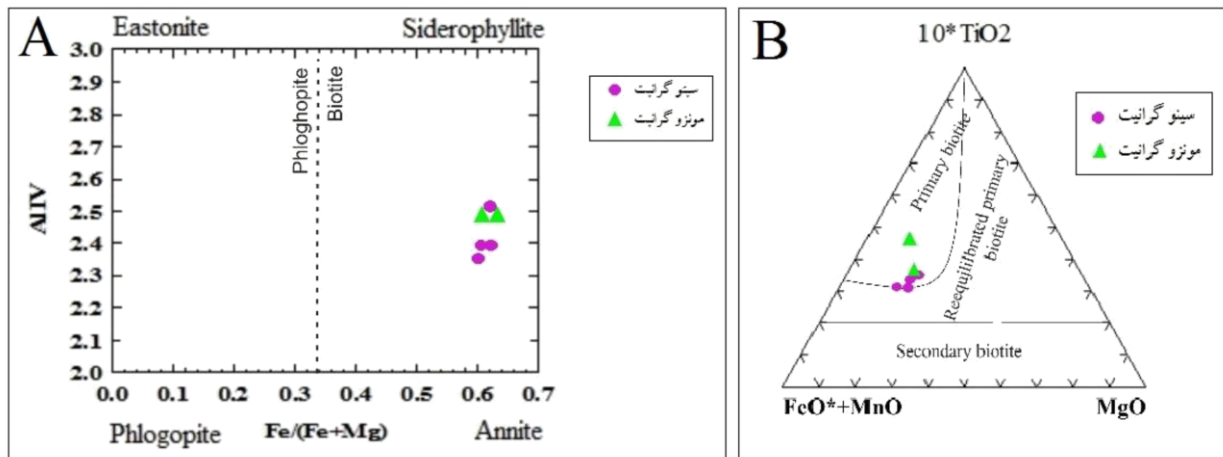 A
Eastonite Siderophyllite
3.0
2.9
2.8
2.7
2.6
2.5
2.4
2.3
2.2
2.1
2.0
AlIV
Phloghopite
Biotite
0.0 0.1 0.2 0.3 0.4 0.5 0.6 0.7
Phlogopite Fe/(Fe+Mg) Annite
سینو گرانیت
مونزو گرانیت
B
10* TiO2
سینو گرانیت
مونزو گرانیت
Primary biotite
Reequjlifbrated primary
biotite
Secondary biotite
FeO*+MnO MgO